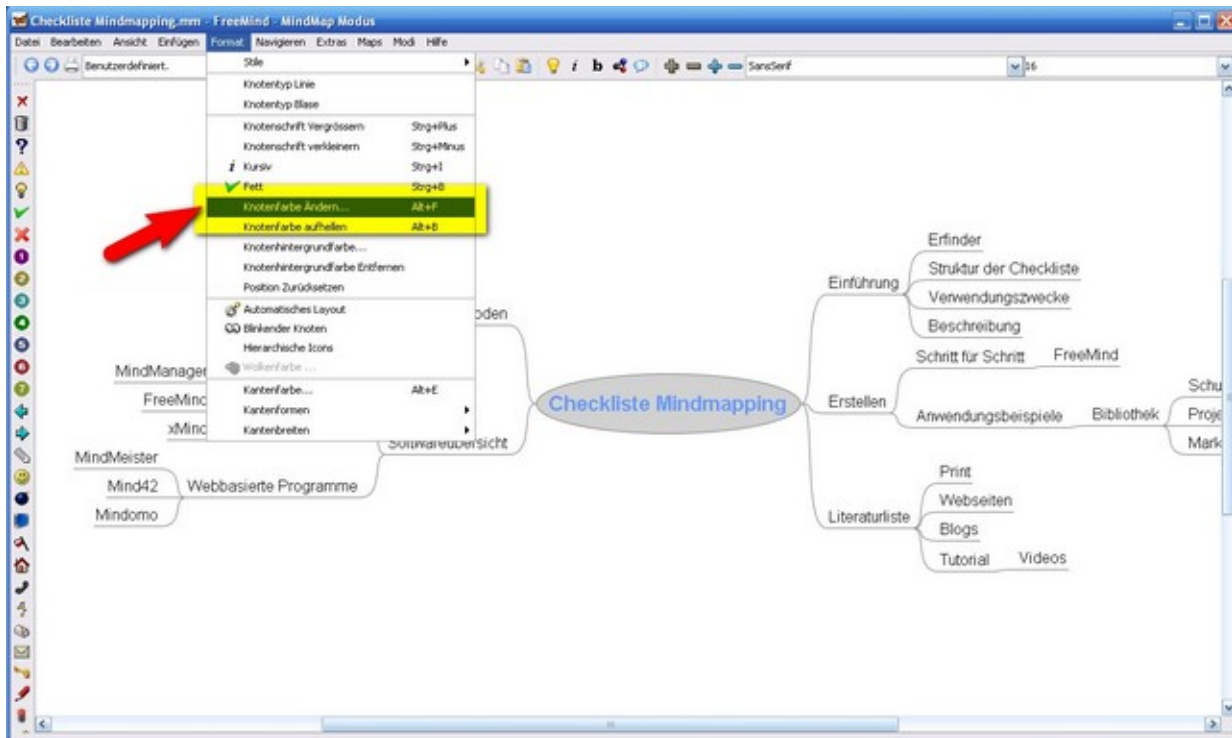 Checkliste Mindmapping.mm - FreeMind - MindMap Modus
Datei Bearbeiten Ansicht Einfügen Format Navigieren Extras Maps Modi Hilfe
Benutzerdefiniert. i b SansSerif 16
Stile
Knotentyp Linie
Knotentyp Blase
Knotenschrift Vergrössern Strg+Plus
Knotenschrift verkleinern Strg+Minus
i Kursiv Strg+I
Fett Strg+B
Knotenfarbe Ändern... Alt+F
Knotenfarbe aufhellen Alt+B
Knotenhintergrundfarbe...
Knotenhintergrundfarbe Entfernen
Position Zurücksetzen
Automatisches Layout
Blinkender Knoten
Hierarchische Icons
Wolkenfarbe ...
Kantenfarbe... Alt+E
Kantenformen
Kantenbreiten
oden
MindManager
FreeMind
xMind
Softwareübersicht
MindMeister
Mind42
Mindomo
Webbasierte Programme
Checkliste Mindmapping
Einführung
Erfinder
Struktur der Checkliste
Verwendungszwecke
Beschreibung
Erstellen
Schritt für Schritt
FreeMind
Anwendungsbeispiele
Bibliothek
Schu
Proje
Mark
Literaturliste
Print
Webseiten
Blogs
Tutorial
Videos